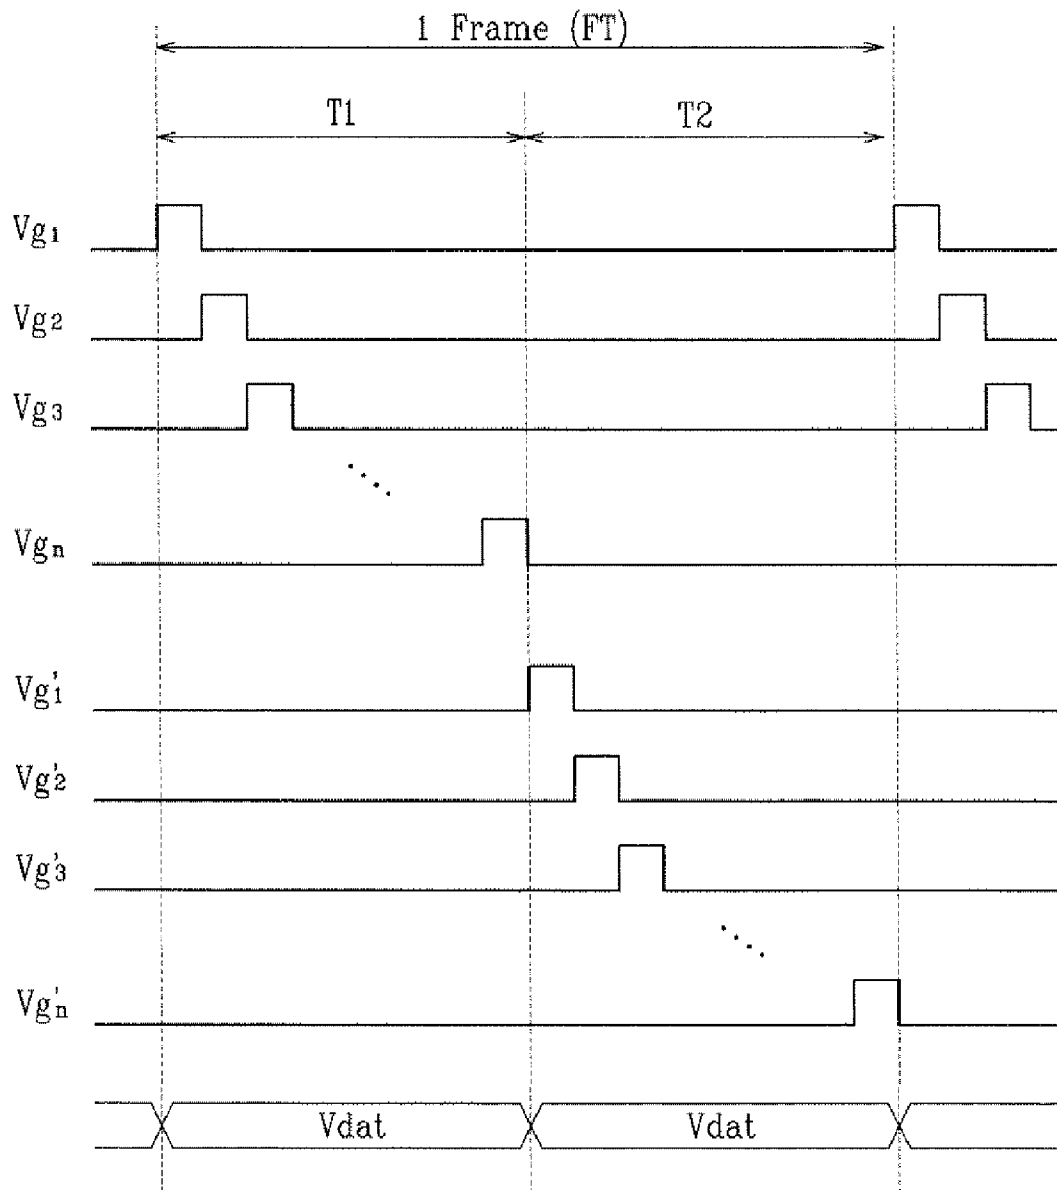 1 Frame (FT)
T1 T2
Vg1
Vg2
Vg3
Vgn
Vg'1
Vg'2
Vg'3
Vg'n
Vdat Vdat